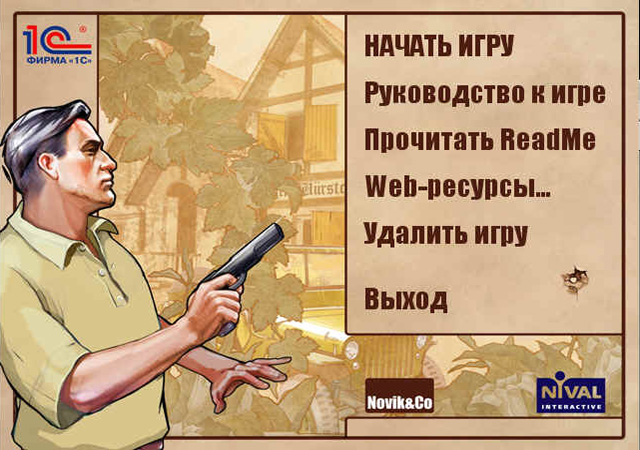 1С®
ФИРМА «1С»
НАЧАТЬ ИГРУ
Руководство к игре
Прочитать ReadMe
Web-ресурсы...
Удалить игру
Выход
Novik&Co
NIVAL
INTERACTIVE